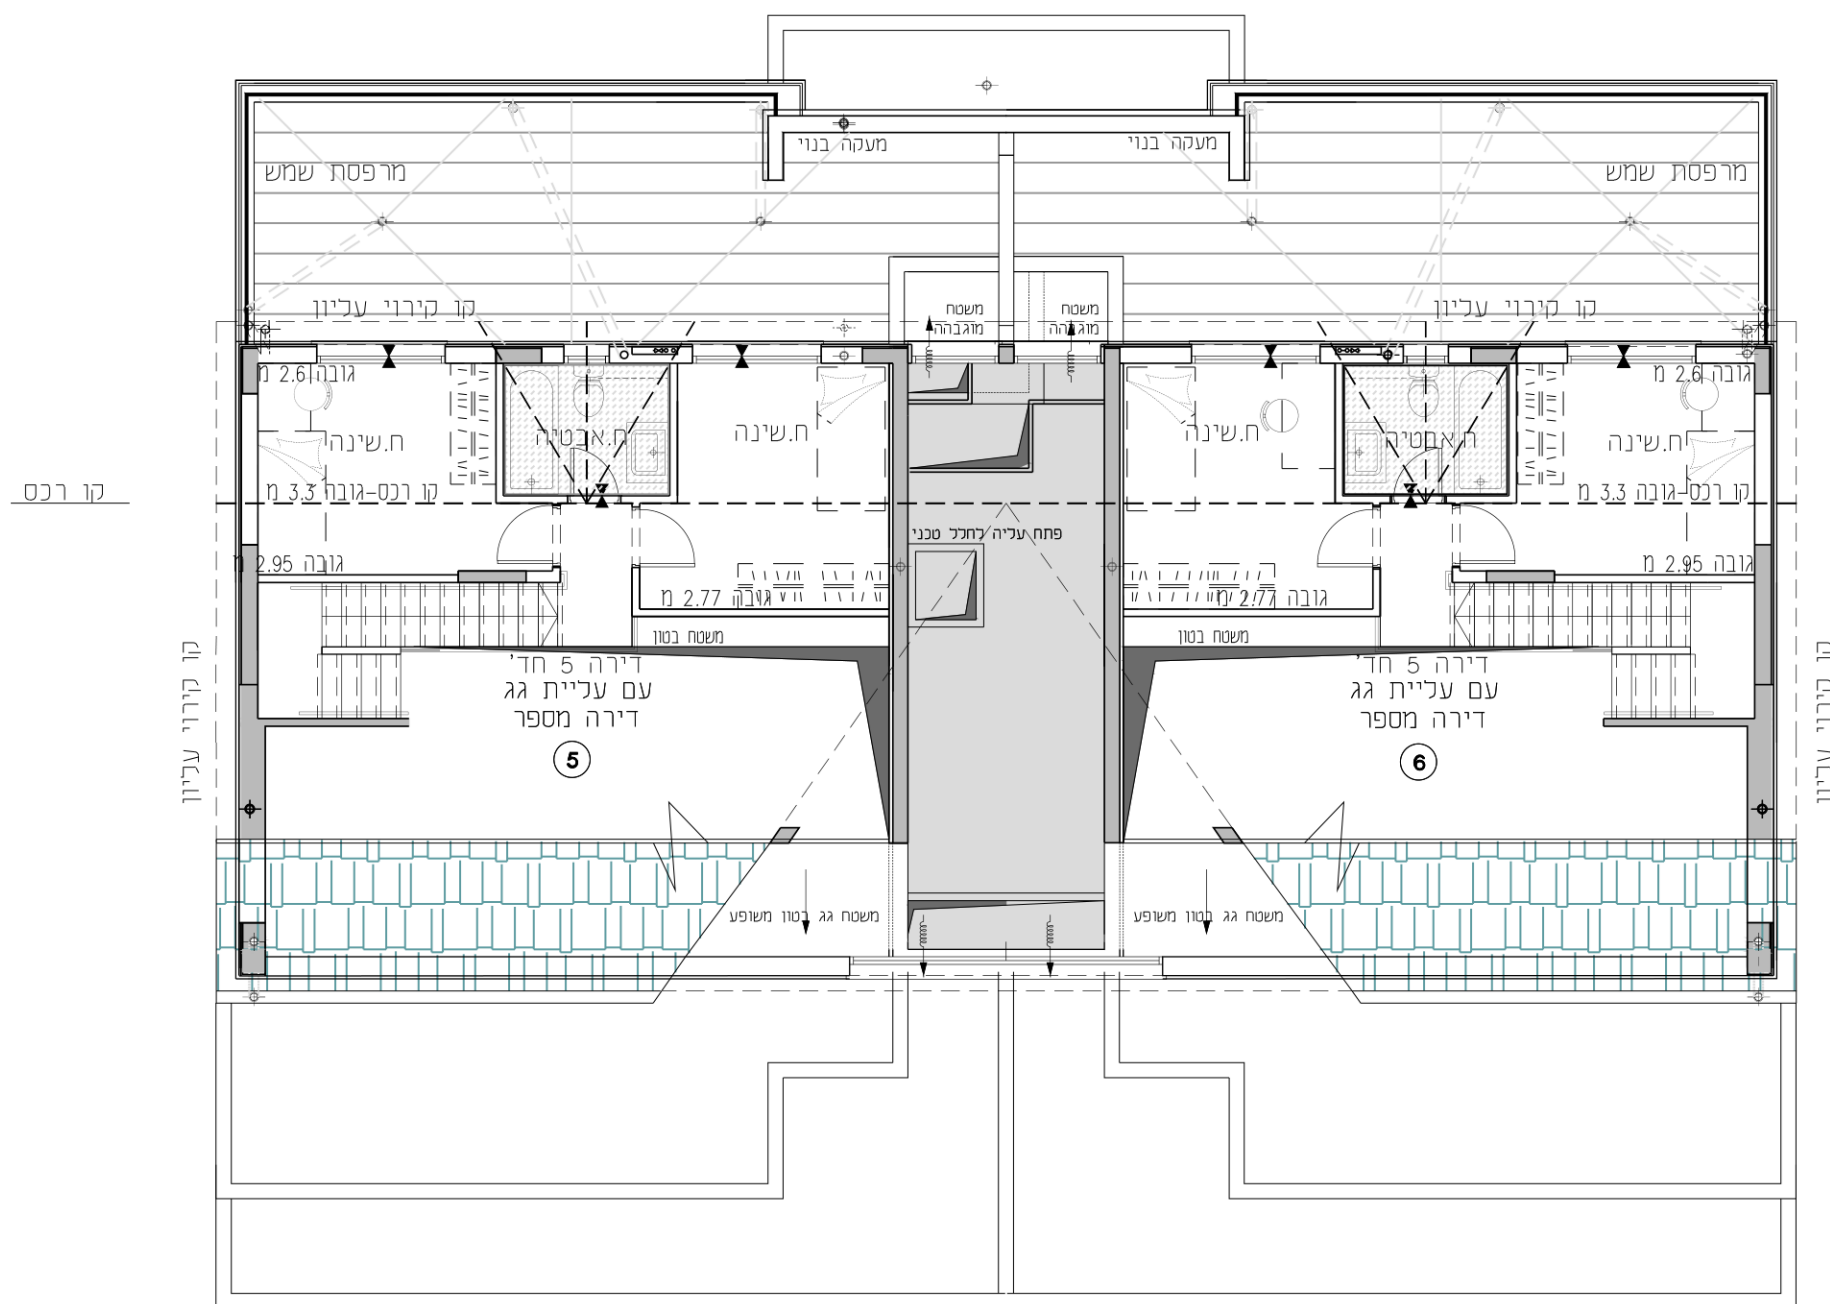 מעקה בנוי
מעקה בנוי
מרפסת שמש
מרפסת שמש
קו קירוי עליון
קו קירוי עליון
משטח
מוגבהה
משטח
מוגבהה
גובה 2.6 מ
גובה 2.6 מ
ח.שינה
ח.אבטיה
ח.שינה
ח.שינה
ח.אבטיה
ח.שינה
קו רכס
קו רכס-גובה 3.3 מ
קו רכס-גובה 3.3 מ
פתח עליה לחלל טכני
גובה 2.95 מ
גובה 2.95 מ
גובה 2.77 מ
גובה 2.77 מ
משטח בטון
משטח בטון
קו קירוי עליון
קו קירוי עליון
דירה 5 חד'
עם עליית גג
דירה מספר
5
דירה 5 חד'
עם עליית גג
דירה מספר
6
משטח גג בטון משופע
משטח גג בטון משופע